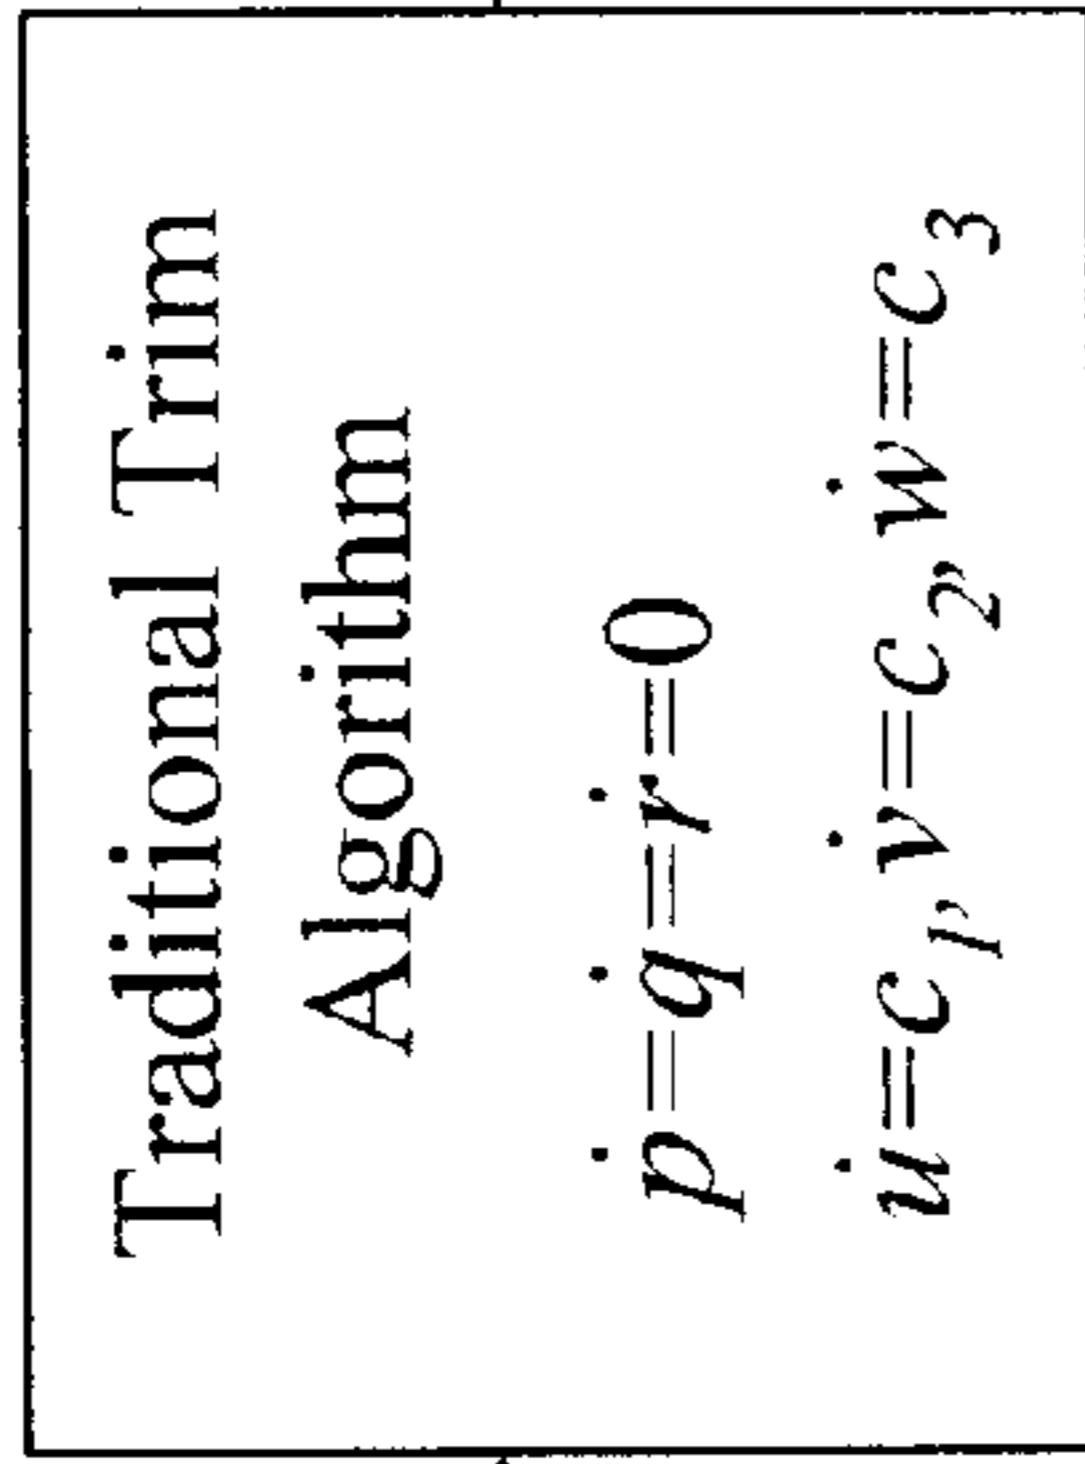 Traditional Trim
Algorithm
ṗ=q̇=ṙ=0
u̇=c₁, v̇=c₂, ẇ=c₃